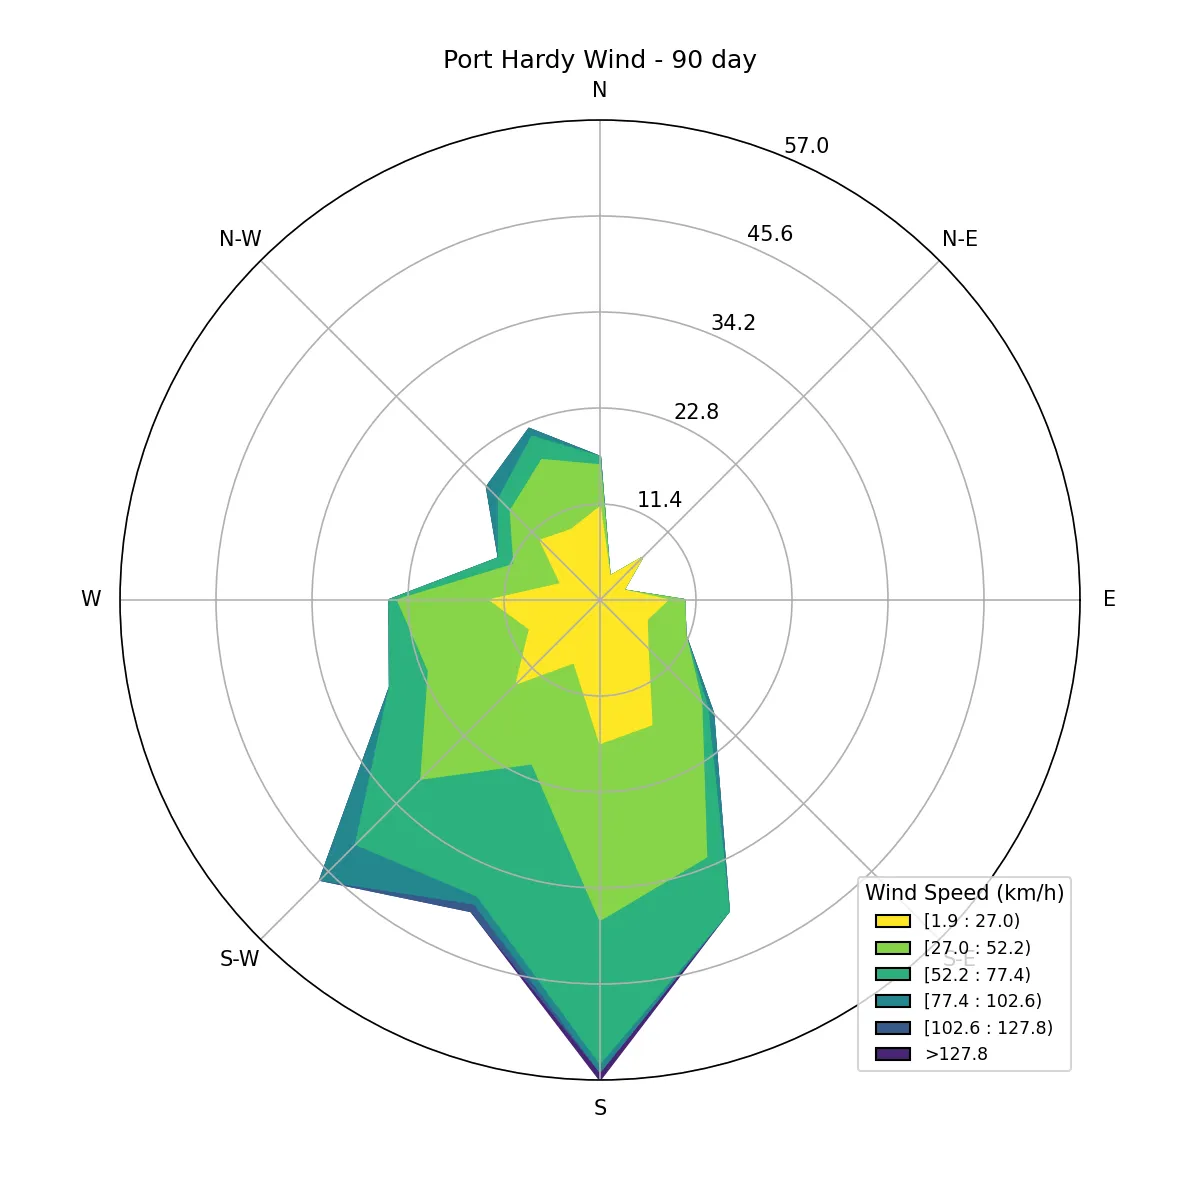 Port Hardy Wind - 90 day
N
57.0
N-W
N-E
45.6
34.2
22.8
11.4
W
E
S-W
S-E
S
Wind Speed (km/h)
[1.9 : 27.0)
[27.0 : 52.2)
[52.2 : 77.4)
[77.4 : 102.6)
[102.6 : 127.8)
>127.8